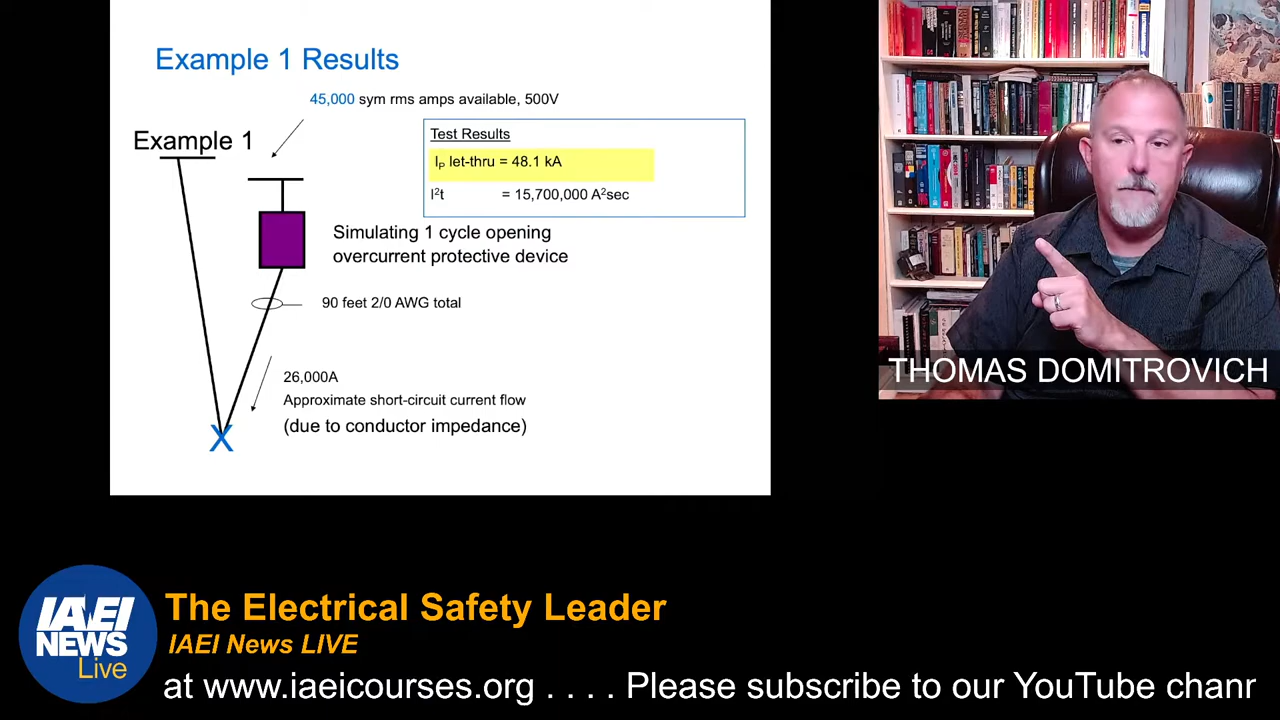 Example 1 Results
45,000 sym rms amps available, 500V
Example 1
Test Results
IP let-thru = 48.1 kA
I²t = 15,700,000 A²sec
Simulating 1 cycle opening
overcurrent protective device
90 feet 2/0 AWG total
26,000A
Approximate short-circuit current flow
(due to conductor impedance)
X
THOMAS DOMITROVICH
IAEI
NEWS
Live
The Electrical Safety Leader
IAEI News LIVE
at www.iaeicourses.org . . . . Please subscribe to our YouTube chann